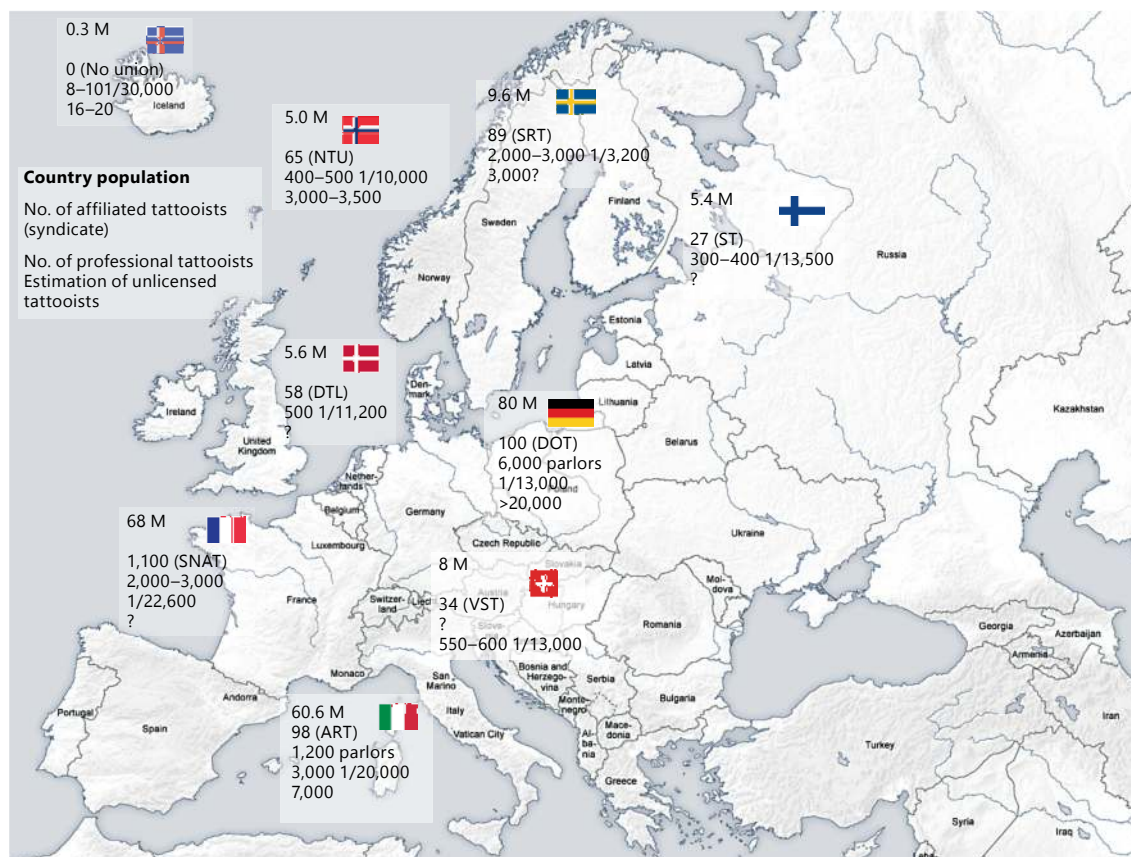 0.3 M
0 (No union)
8–101/30,000
16–20
Iceland
9.6 M
89 (SRT)
2,000–3,000 1/3,200
3,000?
5.0 M
65 (NTU)
400–500 1/10,000
3,000–3,500
Country population
No. of affiliated tattooists
(syndicate)
No. of professional tattooists
Estimation of unlicensed
tattooists
5.4 M
27 (ST)
300–400 1/13,500
?
Finland
Sweden
Norway
Russia
Estonia
Latvia
Lithuania
5.6 M
58 (DTL)
500 1/11,200
?
Den-
mark
Ireland
United
Kingdom
80 M
100 (DOT)
6,000 parlors
1/13,000
>20,000
Poland
Belarus
Kazakhstan
Nether-
lands
Belgium
Germany
Luxembourg
Czech Republic
Ukraine
68 M
1,100 (SNAT)
2,000–3,000
1/22,600
?
France
8 M
34 (VST)
?
550–600 1/13,000
Slovakia
Austria
Hungary
Slove-
Switzer-
land
Liech
Mol-
dova
Romania
Georgia
Azerbaijan
Armenia
Monaco
San
Marino
Bosnia and
Herzego-
vina
Serbia
Bulgaria
Andorra
Portugal
Spain
Italy
Vatican City
Monte-
negro
Mace-
donia
Al-
ba-
nia
Greece
Turkey
Iran
Syria
Iraq
60.6 M
98 (ART)
1,200 parlors
3,000 1/20,000
7,000